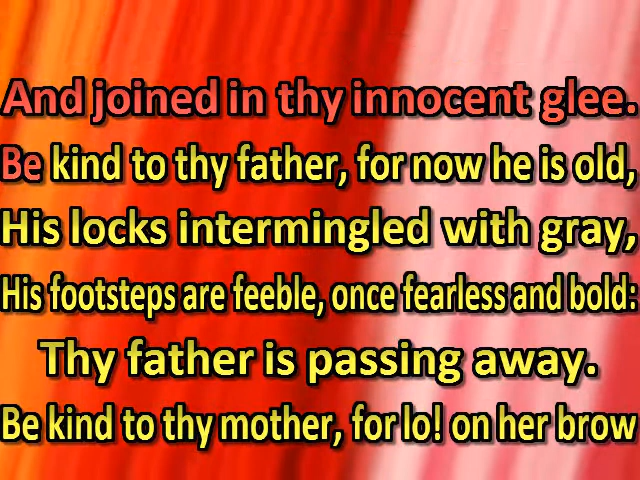 And joined in thy innocent glee.
Be kind to thy father, for now he is old,
His locks intermingled with gray,
His footsteps are feeble, once fearless and bold:
Thy father is passing away.
Be kind to thy mother, for lo! on her brow